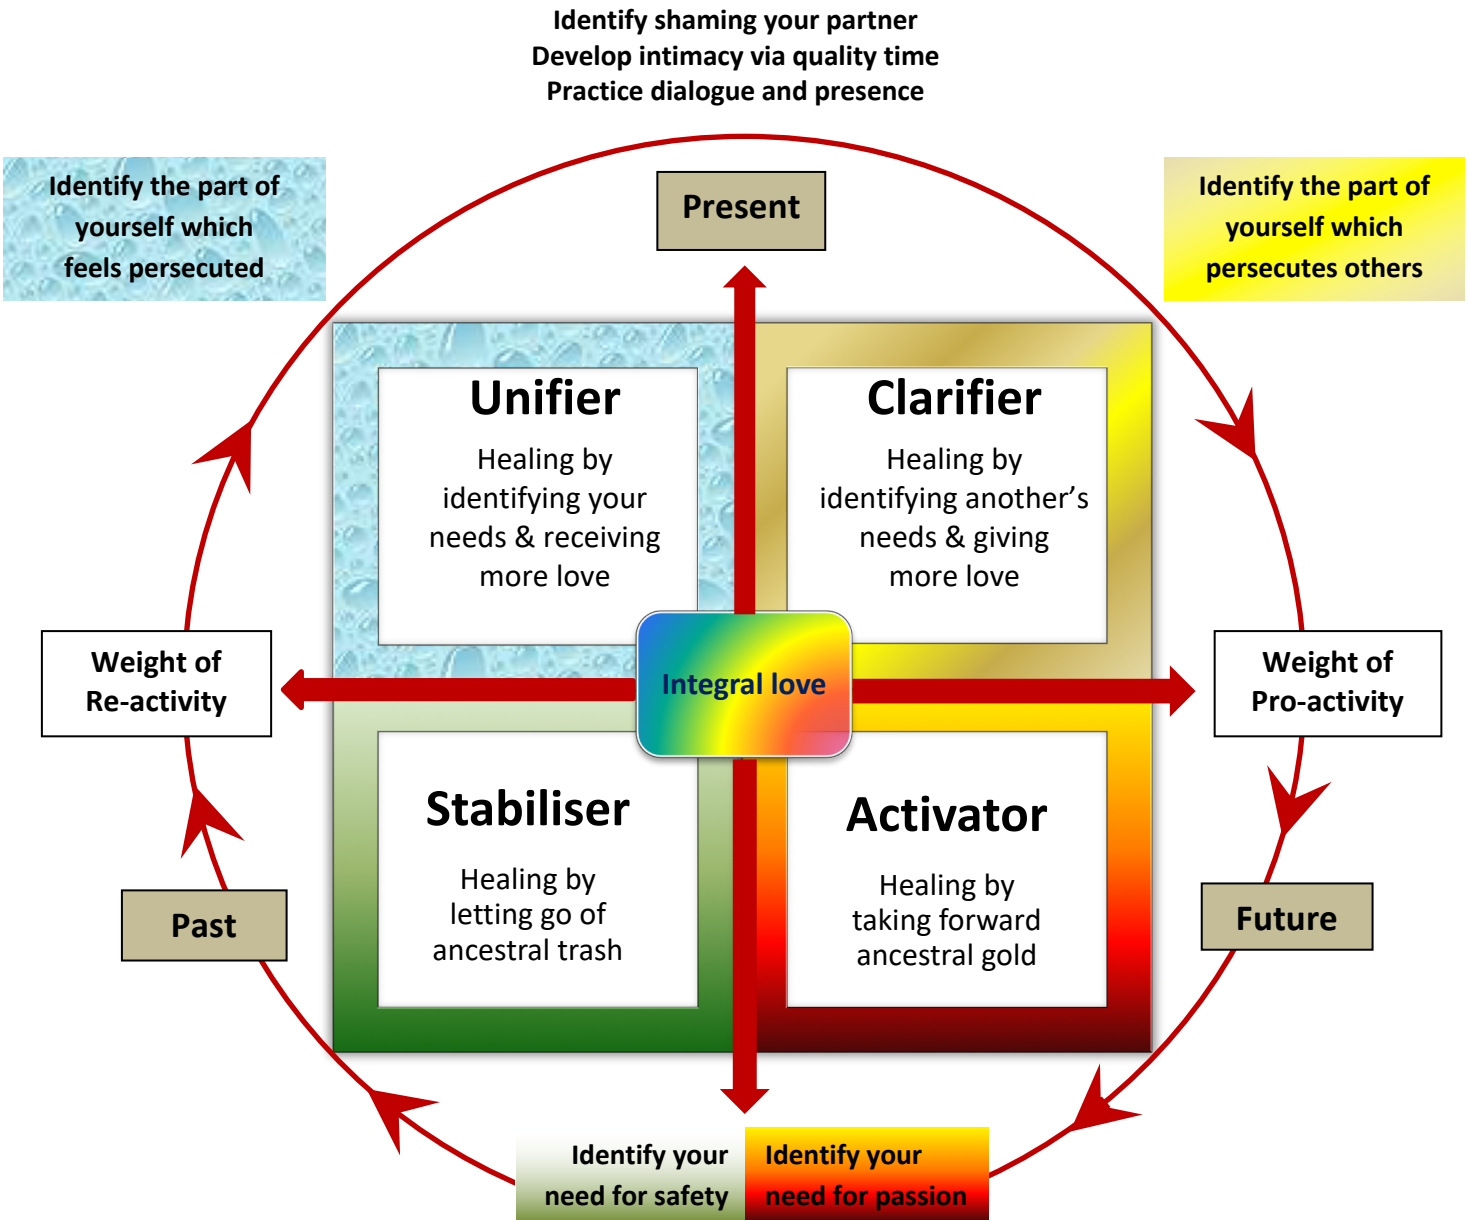 Identify shaming your partner
Develop intimacy via quality time
Practice dialogue and presence
Identify the part of
yourself which
feels persecuted
Present
Identify the part of
yourself which
persecutes others
Unifier
Healing by
identifying your
needs & receiving
more love
Clarifier
Healing by
identifying another’s
needs & giving
more love
Weight of
Re-activity
Integral love
Weight of
Pro-activity
Stabiliser
Healing by
letting go of
ancestral trash
Activator
Healing by
taking forward
ancestral gold
Past
Future
Identify your
need for safety
Identify your
need for passion